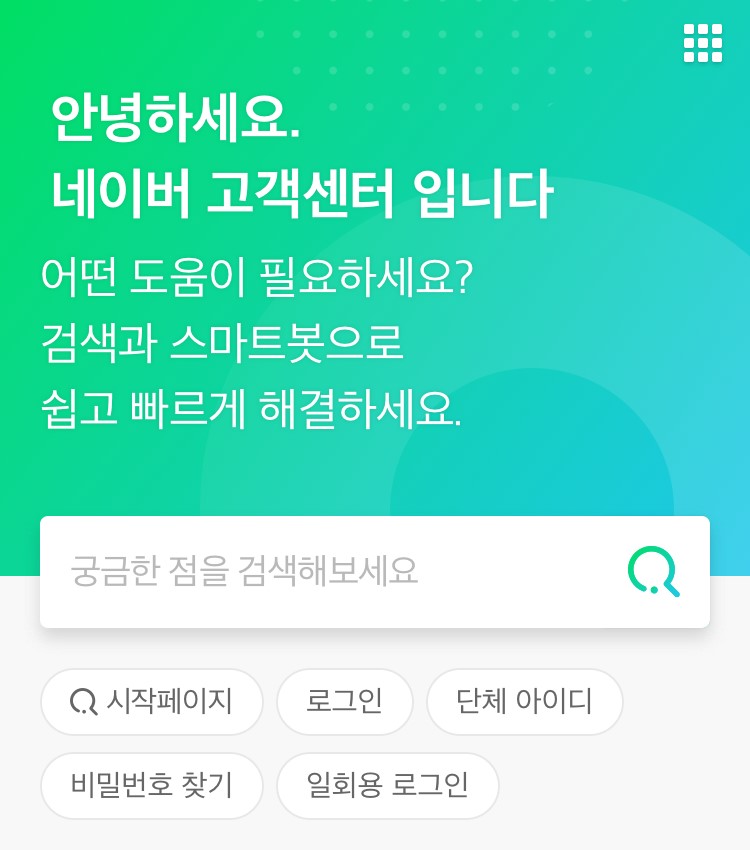 안녕하세요.
네이버 고객센터 입니다
어떤 도움이 필요하세요?
검색과 스마트봇으로
쉽고 빠르게 해결하세요.
궁금한 점을 검색해보세요
시작페이지
로그인
단체 아이디
비밀번호 찾기
일회용 로그인